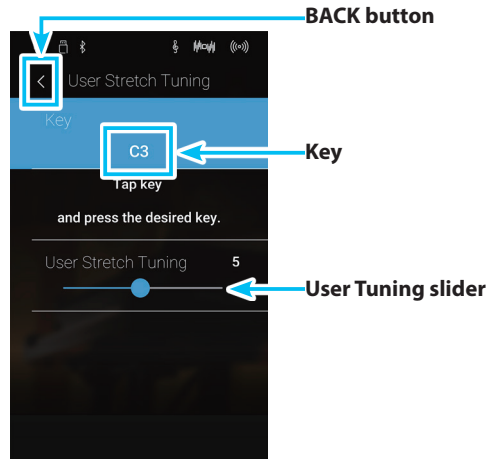 BACK button
User Stretch Tuning
Key
C3
Key
Tap key
and press the desired key.
User Stretch Tuning 5
User Tuning slider